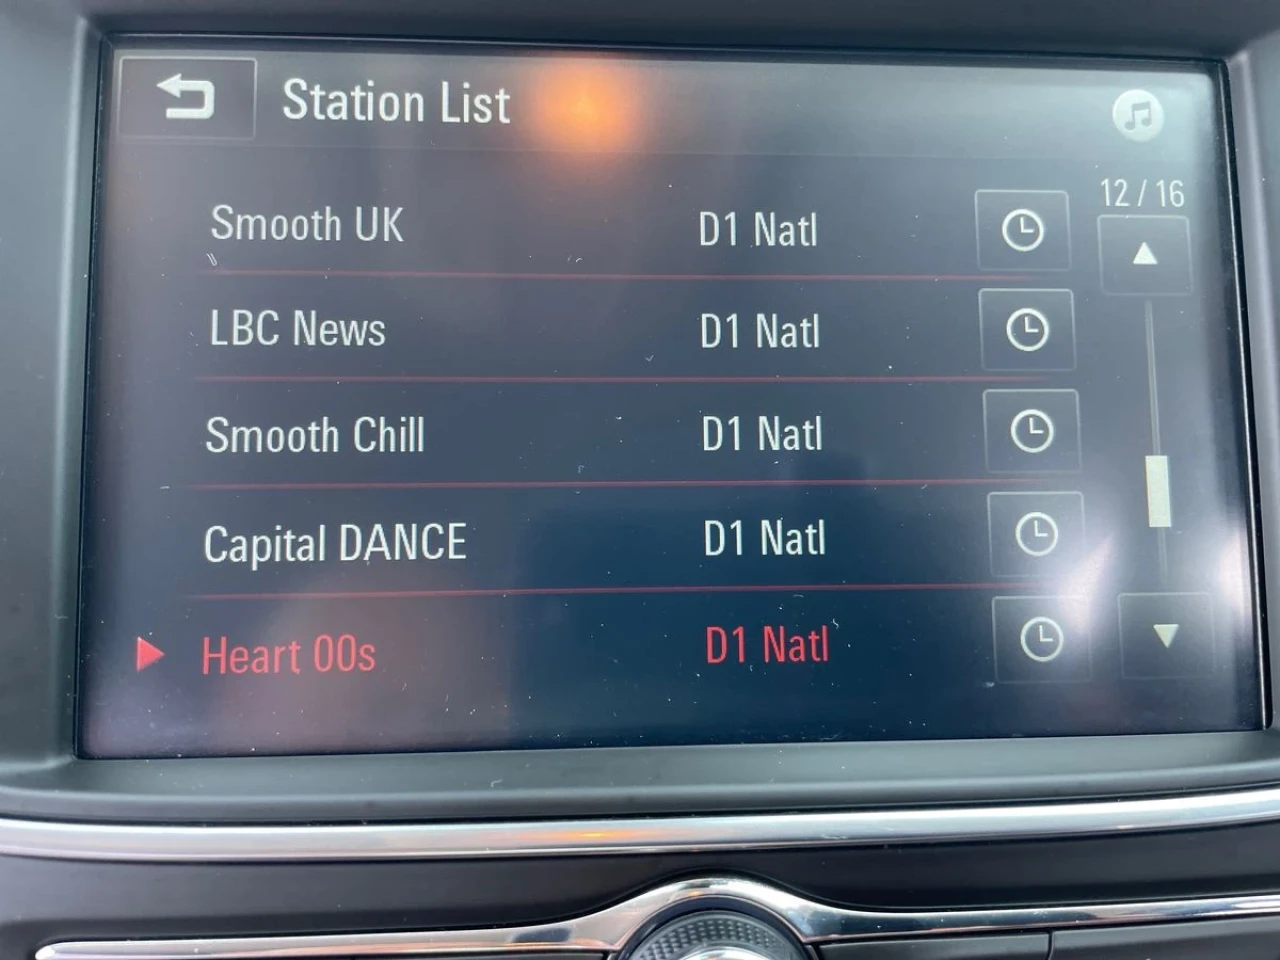 Station List
12 / 16
Smooth UK D1 Natl
LBC News D1 Natl
Smooth Chill D1 Natl
Capital DANCE D1 Natl
Heart 00s D1 Natl